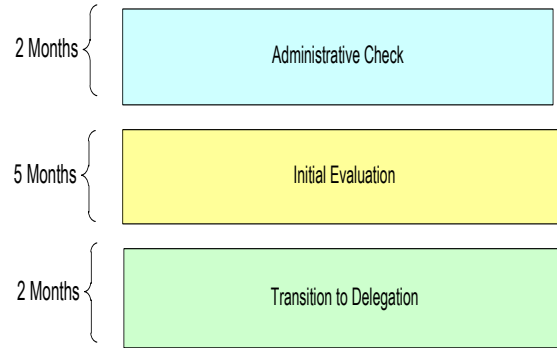 2 Months
Administrative Check
5 Months
Initial Evaluation
2 Months
Transition to Delegation